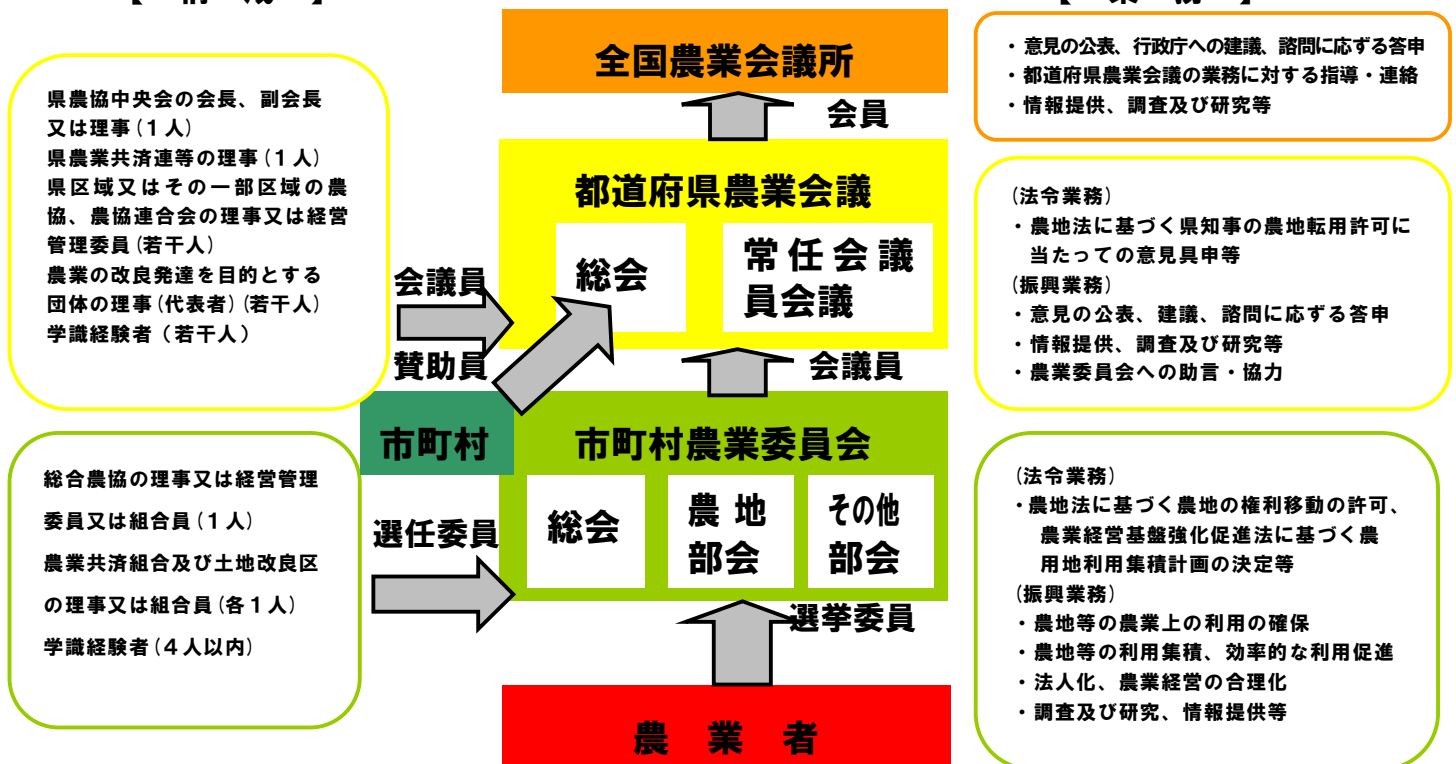 全国農業会議所
会員
都道府県農業会議
総会
常任会議
員会議
会議員
賛助員
会議員
市町村
市町村農業委員会
選任委員
総会
農地
部会
その他
部会
選挙委員
農業者
県農協中央会の会長、副会長
又は理事(1人)
県農業共済連等の理事(1人)
県区域又はその一部区域の農
協、農協連合会の理事又は経営
管理委員(若干人)
農業の改良発達を目的とする
団体の理事(代表者)(若干人)
学識経験者(若干人)
総合農協の理事又は経営管理
委員又は組合員(1人)
農業共済組合及び土地改良区
の理事又は組合員(各1人)
学識経験者(4人以内)
・意見の公表、行政庁への建議、諮問に応ずる答申
・都道府県農業会議の業務に対する指導・連絡
・情報提供、調査及び研究等
(法令業務)
・農地法に基づく県知事の農地転用許可に
当たっての意見具申等
(振興業務)
・意見の公表、建議、諮問に応ずる答申
・情報提供、調査及び研究等
・農業委員会への助言・協力
(法令業務)
・農地法に基づく農地の権利移動の許可、
農業経営基盤強化促進法に基づく農
用地利用集積計画の決定等
(振興業務)
・農地等の農業上の利用の確保
・農地等の利用集積、効率的な利用促進
・法人化、農業経営の合理化
・調査及び研究、情報提供等